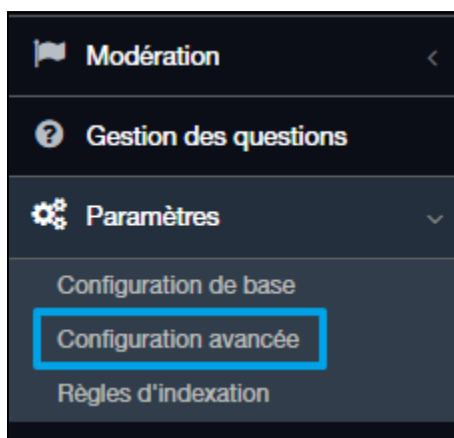 Modération
Gestion des questions
Paramètres
Configuration de base
Configuration avancée
Règles d'indexation